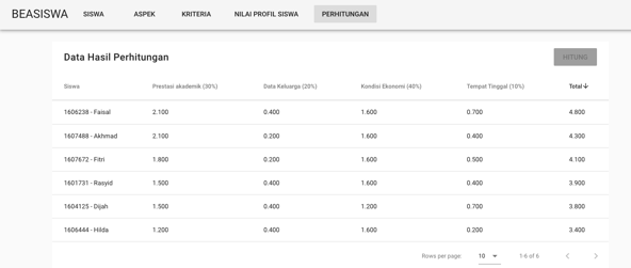 BEASISWA SISWA ASPEK KRITERIA NILAI PROFIL SISWA PERHITUNGAN
Data Hasil Perhitungan HITUNG
Siswa Prestasi akademik (30%) Data Keluarga (20%) Kondisi Ekonomi (40%) Tempat Tinggal (10%) Total↓
1606238 - Faisal 2.100 0.400 1.600 0.700 4.800
1607488 - Akhmad 2.100 0.200 1.600 0.400 4.300
1607672 - Fitri 1.800 0.200 1.600 0.500 4.100
1601731 - Rasyid 1.500 0.400 1.600 0.400 3.900
1604125 - Dijah 1.500 0.400 1.200 0.700 3.800
1606444 - Hilda 1.200 0.400 1.600 0.200 3.400
Rows per page: 10 1-6 of 6